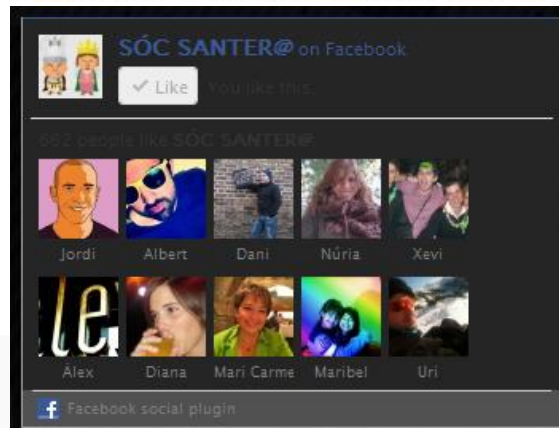 SÓC SANTER@ on Facebook
Like You like this.
682 people like SÓC SANTER@
Jordi Albert Dani Núria Xevi
le
Àlex Diana Mari Carme Maribel Uri
f Facebook social plugin